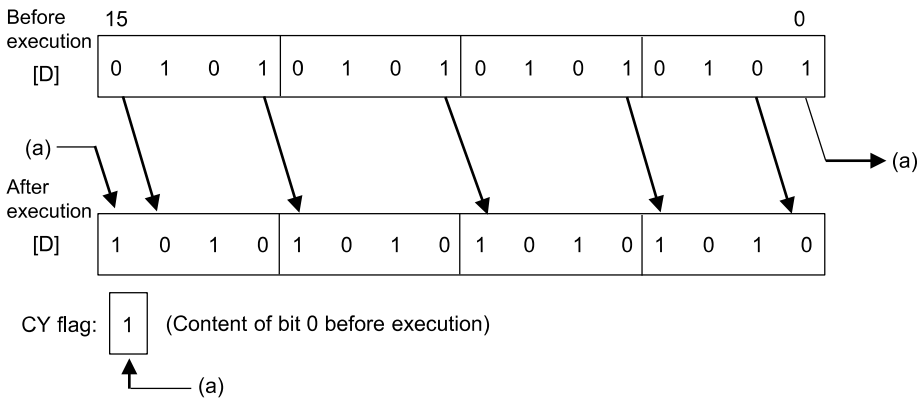 Before execution 15 0
[D] 0 1 0 1 0 1 0 1 0 1 0 1 0 1 0 1
(a) (a)
After execution
[D] 1 0 1 0 1 0 1 0 1 0 1 0 1 0 1 0
CY flag: 1 (Content of bit 0 before execution)
(a)